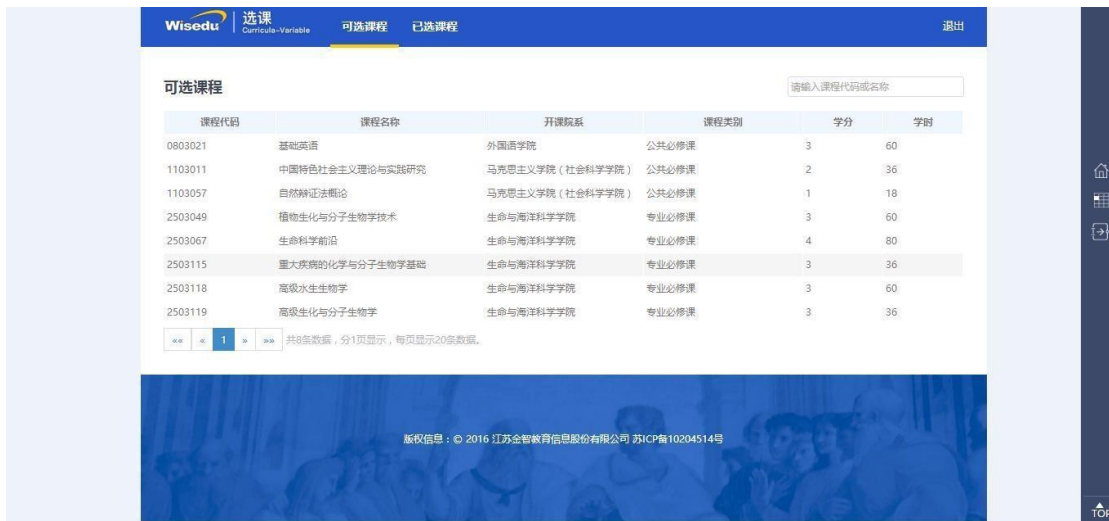 Wisedu 选课 可选课程 已选课程 退出
Curricula-Variable
可选课程 请输入课程代码或名称
课程代码 课程名称 开课院系 课程类别 学分 学时
0803021 基础英语 外国语学院 公共必修课 3 60
1103011 中国特色社会主义理论与实践研究 马克思主义学院（社会科学学院） 公共必修课 2 36
1103057 自然辩证法概论 马克思主义学院（社会科学学院） 公共必修课 1 18
2503049 植物生化与分子生物学技术 生命与海洋科学学院 专业必修课 3 60
2503067 生命科学前沿 生命与海洋科学学院 专业必修课 4 80
2503115 重大疾病的化学与分子生物学基础 生命与海洋科学学院 专业必修课 3 36
2503118 高级水生生物学 生命与海洋科学学院 专业必修课 3 60
2503119 高级生化与分子生物学 生命与海洋科学学院 专业必修课 3 36
«« « 1 » »» 共8条数据，分1页显示，每页显示20条数据。
版权信息：© 2016 江苏金智教育信息股份有限公司 苏ICP备10204514号
TOP